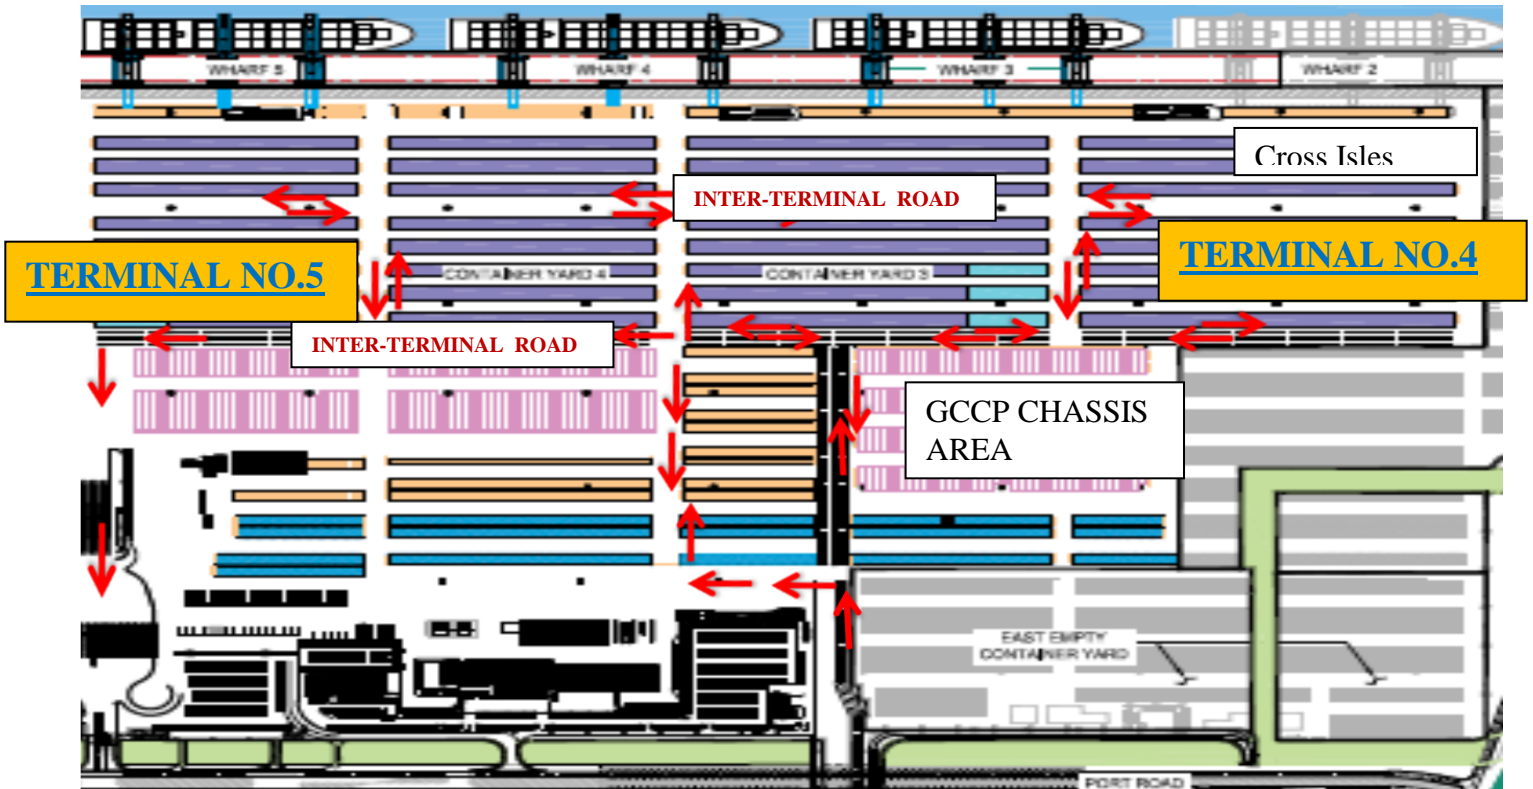 WHARF 5
WHARF 4
WHARF 3
WHARF 2
Cross Isles
INTER-TERMINAL ROAD
TERMINAL NO.5
CONTAINER YARD 4
CONTAINER YARD 3
TERMINAL NO.4
INTER-TERMINAL ROAD
GCCP CHASSIS
AREA
EAST EMPTY
CONTAINER YARD
PORT ROAD